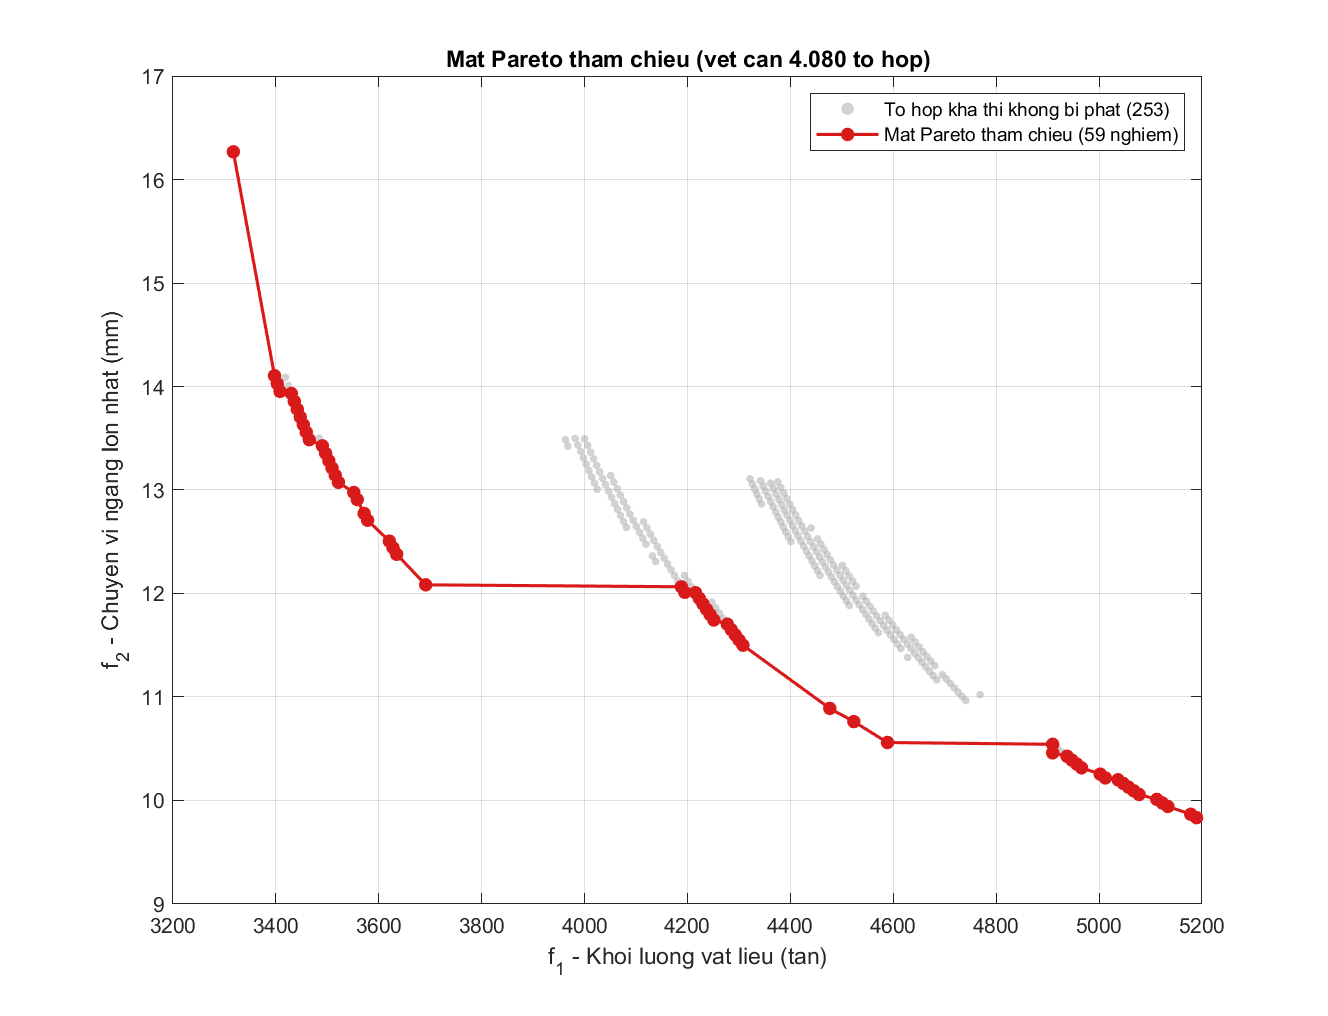 Mat Pareto tham chieu (vet can 4.080 to hop)
To hop kha thi khong bi phat (253)
Mat Pareto tham chieu (59 nghiem)
f2 - Chuyen vi ngang lon nhat (mm)
17
16
15
14
13
12
11
10
9
3200 3400 3600 3800 4000 4200 4400 4600 4800 5000 5200
f1 - Khoi luong vat lieu (tan)